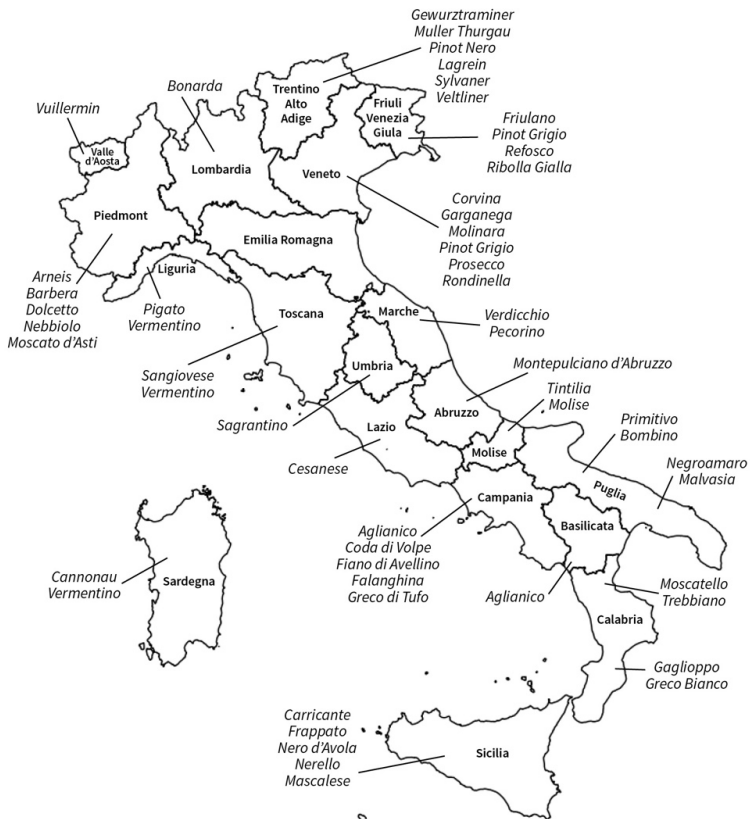 Gewurztraminer
Muller Thurgau
Pinot Nero
Lagrein
Sylvaner
Veltliner
Bonarda
Vuillermin
Trentino
Alto
Adige
Friuli
Venezia
Giula
Friulano
Pinot Grigio
Refosco
Ribolla Gialla
Valle
d'Aosta
Lombardia
Veneto
Piedmont
Corvina
Garganega
Molinara
Pinot Grigio
Prosecco
Rondinella
Emilia Romagna
Liguria
Arneis
Barbera
Dolcetto
Nebbiolo
Moscato d'Asti
Pigato
Vermentino
Toscana
Marche
Verdicchio
Pecorino
Sangiovese
Vermentino
Umbria
Montepulciano d'Abruzzo
Sagrantino
Lazio
Abruzzo
Tintilia
Molise
Cesanese
Molise
Primitivo
Bombino
Negroamaro
Malvasia
Puglia
Campania
Basilicata
Aglianico
Coda di Volpe
Fiano di Avellino
Falanghina
Greco di Tufo
Aglianico
Cannonau
Vermentino
Sardegna
Moscatello
Trebbiano
Calabria
Gaglioppo
Greco Bianco
Carricante
Frappato
Nero d'Avola
Nerello
Mascalese
Sicilia